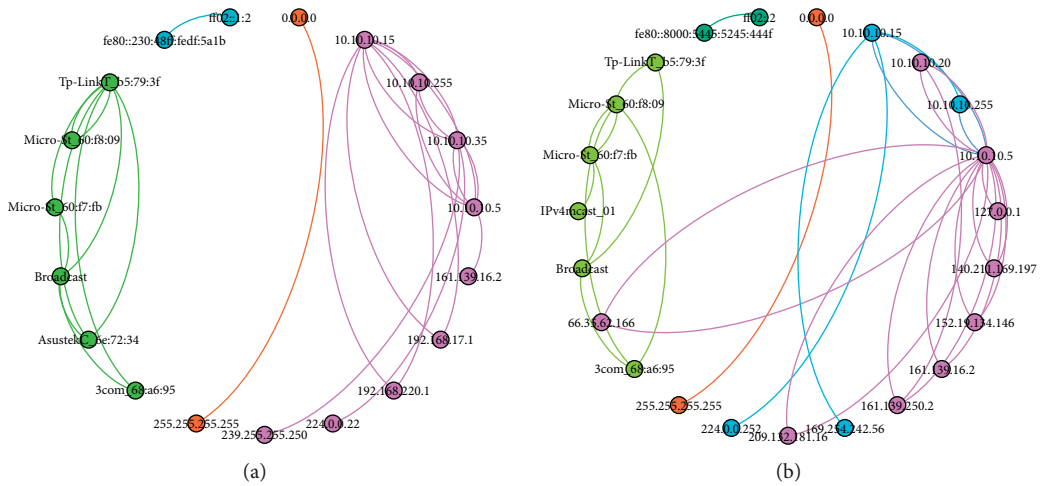 ff02::1:2
0.0.0.0
fe80::230:48ff:fedf:5a1b
10.10.10.15
Tp-LinkT_b5:79:3f
10.10.10.255
Micro-St_60:f8:09
10.10.10.35
Micro-St_60:f7:fb
10.10.10.5
Broadcast
161.139.16.2
AsustekC_6e:72:34
192.168.17.1
3com_68:a6:95
192.168.220.1
255.255.255.255
224.0.0.22
239.255.255.250
(a)
ff02::2
0.0.0.0
fe80::8000:5445:5245:444f
10.10.10.15
Tp-LinkT_b5:79:3f
10.10.10.20
Micro-St_60:f8:09
10.10.10.255
Micro-St_60:f7:fb
10.10.10.5
IPv4mcast_01
127.0.0.1
Broadcast
140.211.169.197
66.35.62.166
152.19.134.146
3com_68:a6:95
161.139.16.2
255.255.255.255
161.139.250.2
224.0.0.252
169.254.242.56
209.132.181.16
(b)